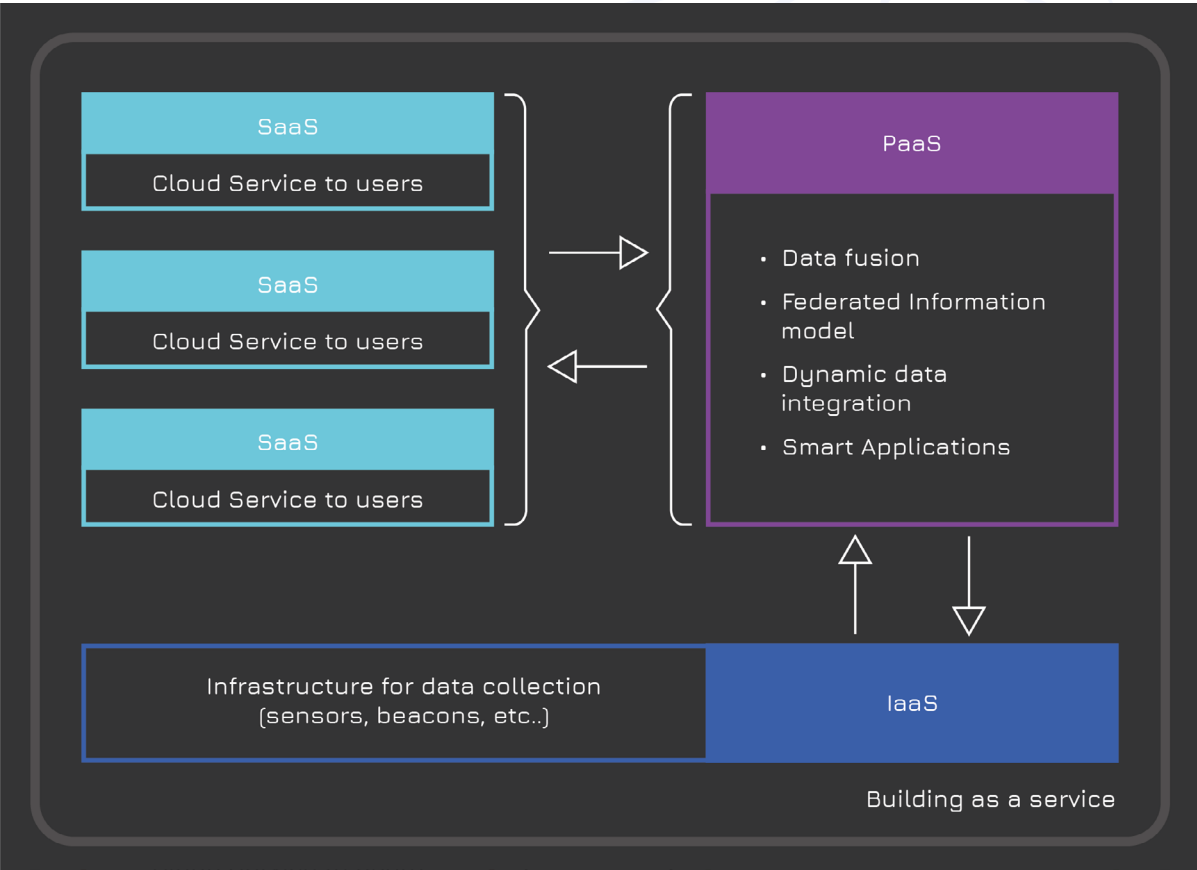 SaaS
Cloud Service to users
SaaS
Cloud Service to users
SaaS
Cloud Service to users
PaaS
• Data fusion
• Federated Information
model
• Dynamic data
integration
• Smart Applications
Infrastructure for data collection
(sensors, beacons, etc..)
IaaS
Building as a service